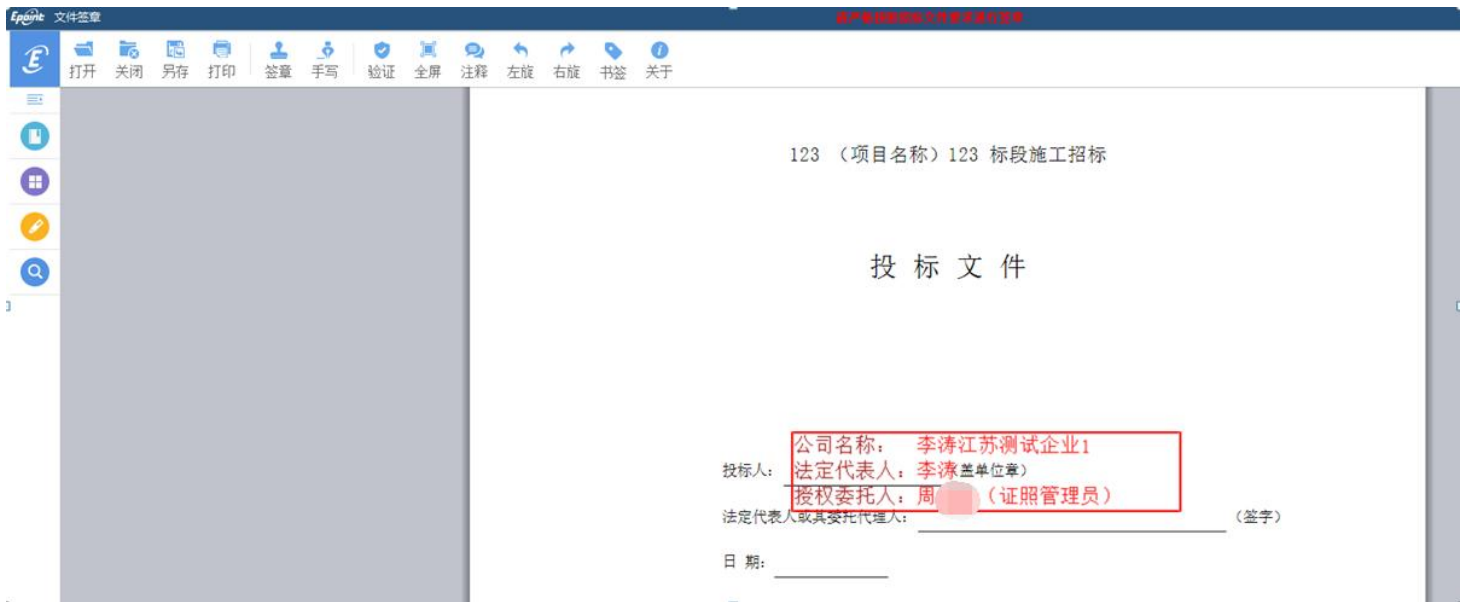 Epoint 文件签章
打开 关闭 另存 打印 签章 手写 验证 全屏 注释 左旋 右旋 书签 关于
123 （项目名称）123 标段施工招标
投 标 文 件
公司名称： 李涛江苏测试企业1
投标人： 法定代表人：李涛 盖单位章）
授权委托人：周 （证照管理员）
法定代表人或其委托代理人： （签字）
日 期：